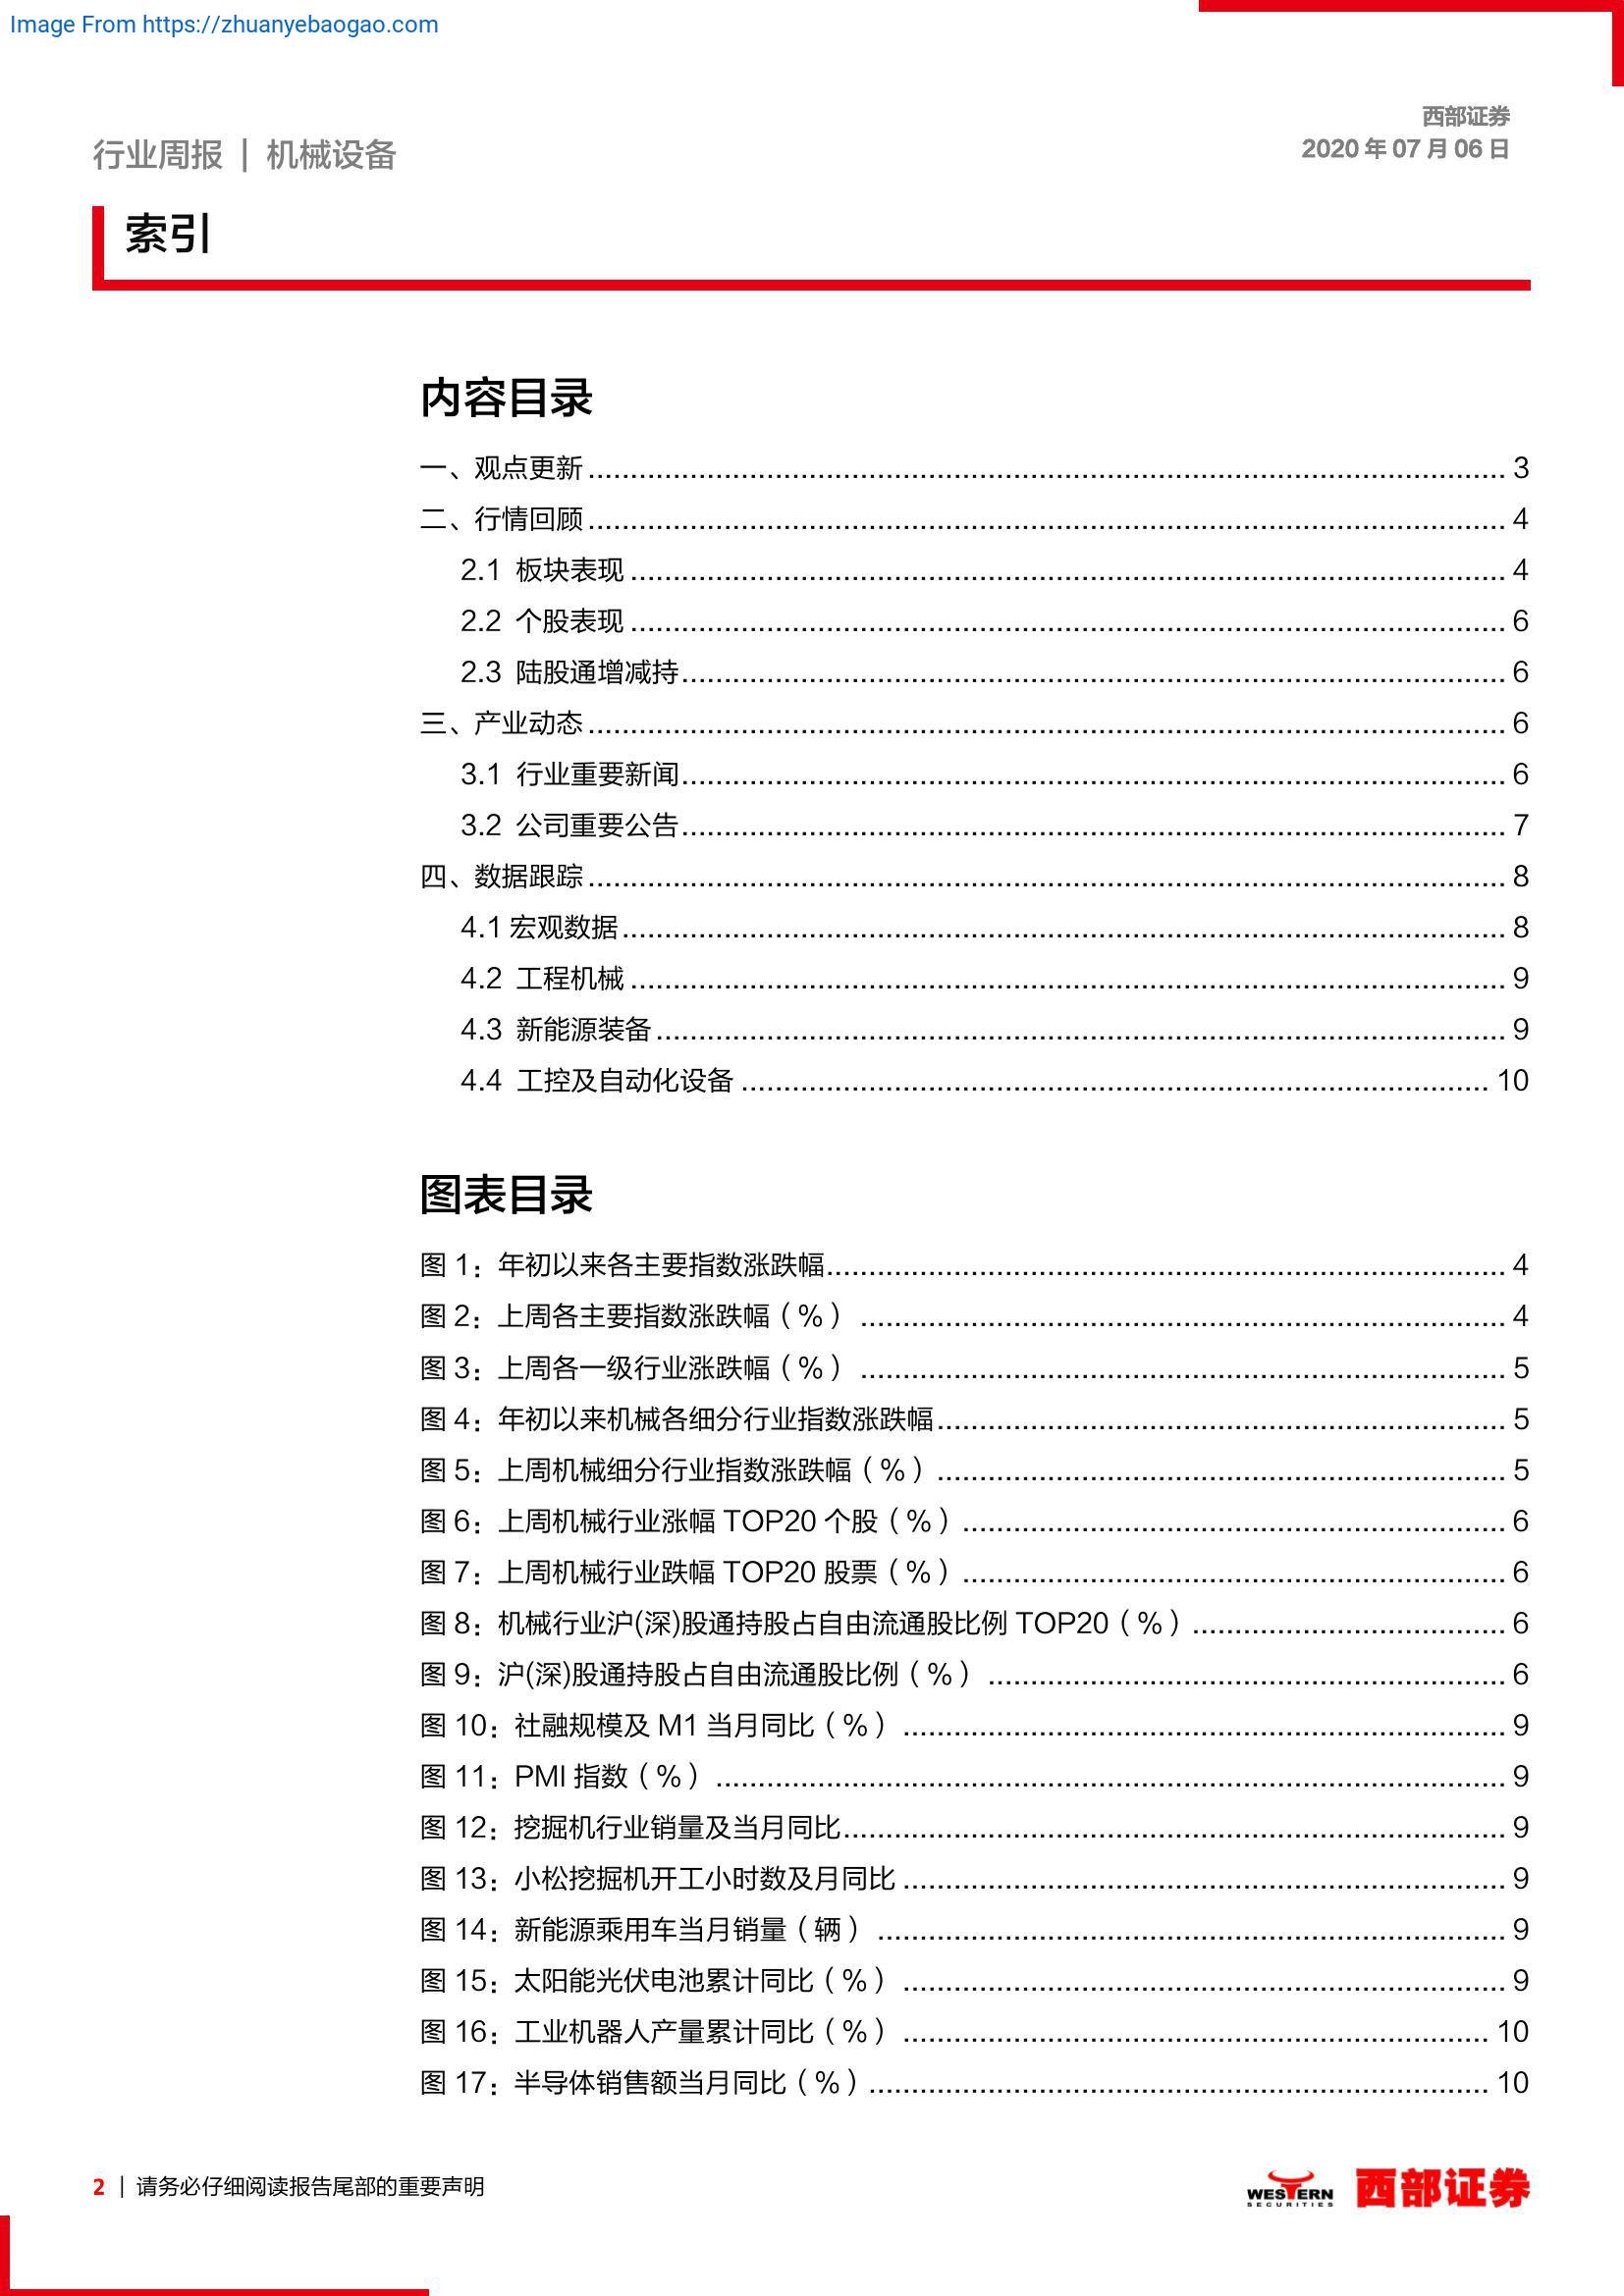 Image From https://zhuanyebaogao.com
西部证券
行业周报 | 机械设备
2020 年 07 月 06 日
索引
内容目录
一、观点更新 3
二、行情回顾 4
2.1 板块表现 4
2.2 个股表现 6
2.3 陆股通增减持 6
三、产业动态 6
3.1 行业重要新闻 6
3.2 公司重要公告 7
四、数据跟踪 8
4.1 宏观数据 8
4.2 工程机械 9
4.3 新能源装备 9
4.4 工控及自动化设备 10
图表目录
图 1：年初以来各主要指数涨跌幅 4
图 2：上周各主要指数涨跌幅（%） 4
图 3：上周各一级行业涨跌幅（%） 5
图 4：年初以来机械各细分行业指数涨跌幅 5
图 5：上周机械细分行业指数涨跌幅（%） 5
图 6：上周机械行业涨幅 TOP20 个股（%） 6
图 7：上周机械行业跌幅 TOP20 股票（%） 6
图 8：机械行业沪(深)股通持股占自由流通股比例 TOP20（%） 6
图 9：沪(深)股通持股占自由流通股比例（%） 6
图 10：社融规模及 M1 当月同比（%） 9
图 11：PMI 指数（%） 9
图 12：挖掘机行业销量及当月同比 9
图 13：小松挖掘机开工小时数及月同比 9
图 14：新能源乘用车当月销量（辆） 9
图 15：太阳能光伏电池累计同比（%） 9
图 16：工业机器人产量累计同比（%） 10
图 17：半导体销售额当月同比（%） 10
2 | 请务必仔细阅读报告尾部的重要声明
WESTERN
SECURITIES
西部证券